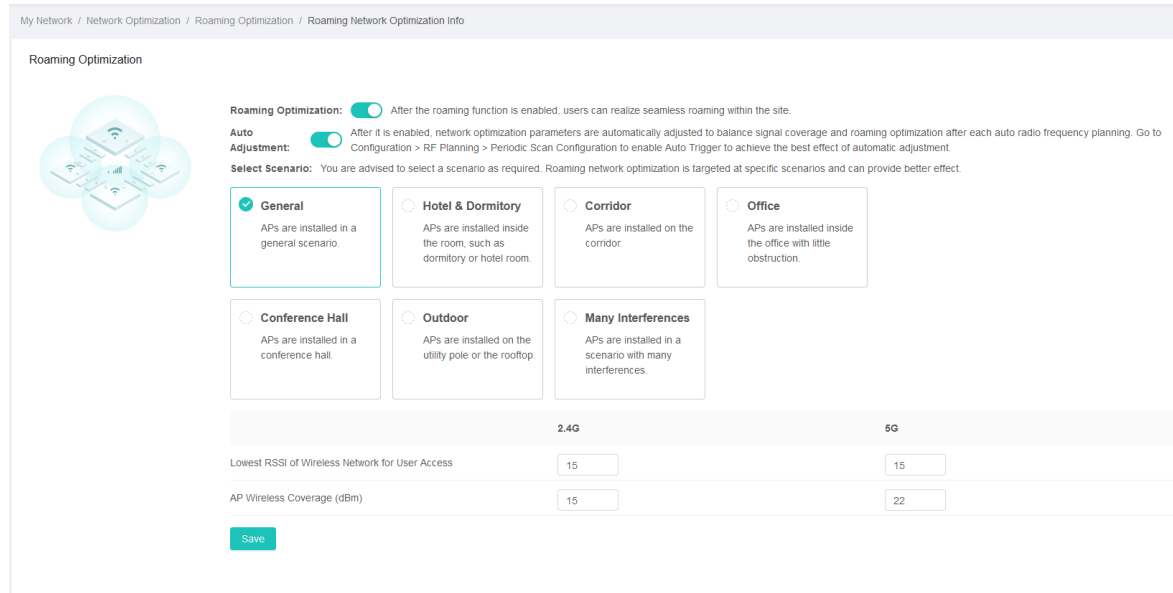 My Network / Network Optimization / Roaming Optimization / Roaming Network Optimization Info
Roaming Optimization
Roaming Optimization: After the roaming function is enabled, users can realize seamless roaming within the site.
Auto Adjustment: After it is enabled, network optimization parameters are automatically adjusted to balance signal coverage and roaming optimization after each auto radio frequency planning. Go to
Configuration > RF Planning > Periodic Scan Configuration to enable Auto Trigger to achieve the best effect of automatic adjustment.
Select Scenario: You are advised to select a scenario as required. Roaming network optimization is targeted at specific scenarios and can provide better effect.
General
APs are installed in a
general scenario.
Hotel & Dormitory
APs are installed inside
the room, such as
dormitory or hotel room.
Corridor
APs are installed on the
corridor.
Office
APs are installed inside
the office with little
obstruction.
Conference Hall
APs are installed in a
conference hall.
Outdoor
APs are installed on the
utility pole or the rooftop.
Many Interferences
APs are installed in a
scenario with many
interferences.
2.4G 5G
Lowest RSSI of Wireless Network for User Access 15 15
AP Wireless Coverage (dBm) 15 22
Save